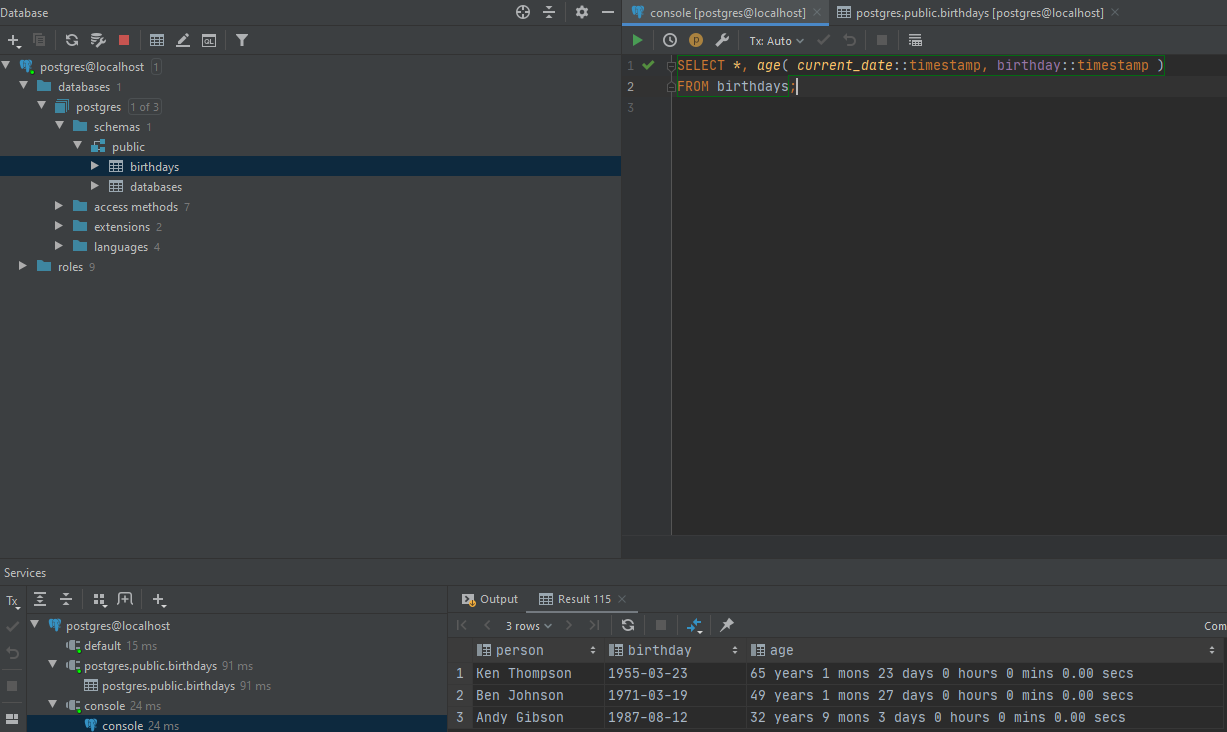 Database
postgres@localhost 1
databases 1
postgres 1 of 3
schemas 1
public
birthdays
databases
access methods 7
extensions 2
languages 4
roles 9
console [postgres@localhost]
postgres.public.birthdays [postgres@localhost]
Tx: Auto
1 SELECT *, age( current_date::timestamp, birthday::timestamp )
2 FROM birthdays;
3
Services
Tx
postgres@localhost
default 15 ms
postgres.public.birthdays 91 ms
postgres.public.birthdays 91 ms
console 24 ms
console 24 ms
Output
Result 115
3 rows
Com
person birthday age
1 Ken Thompson 1955-03-23 65 years 1 mons 23 days 0 hours 0 mins 0.00 secs
2 Ben Johnson 1971-03-19 49 years 1 mons 27 days 0 hours 0 mins 0.00 secs
3 Andy Gibson 1987-08-12 32 years 9 mons 3 days 0 hours 0 mins 0.00 secs